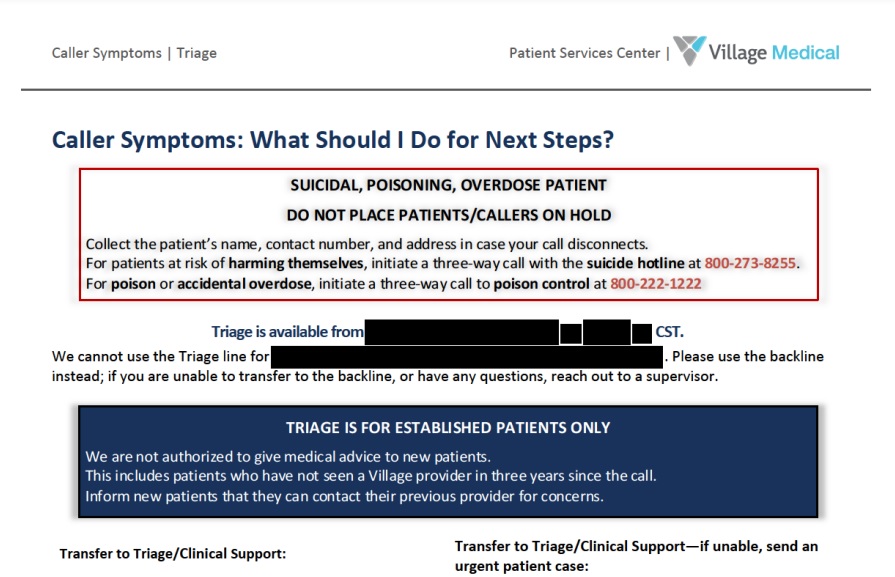 Caller Symptoms | Triage
Patient Services Center | Village Medical
Caller Symptoms: What Should I Do for Next Steps?
SUICIDAL, POISONING, OVERDOSE PATIENT
DO NOT PLACE PATIENTS/CALLERS ON HOLD
Collect the patient's name, contact number, and address in case your call disconnects.
For patients at risk of harming themselves, initiate a three-way call with the suicide hotline at 800-273-8255.
For poison or accidental overdose, initiate a three-way call to poison control at 800-222-1222
Triage is available from CST.
We cannot use the Triage line for . Please use the backline
instead; if you are unable to transfer to the backline, or have any questions, reach out to a supervisor.
TRIAGE IS FOR ESTABLISHED PATIENTS ONLY
We are not authorized to give medical advice to new patients.
This includes patients who have not seen a Village provider in three years since the call.
Inform new patients that they can contact their previous provider for concerns.
Transfer to Triage/Clinical Support:
Transfer to Triage/Clinical Support—if unable, send an
urgent patient case: